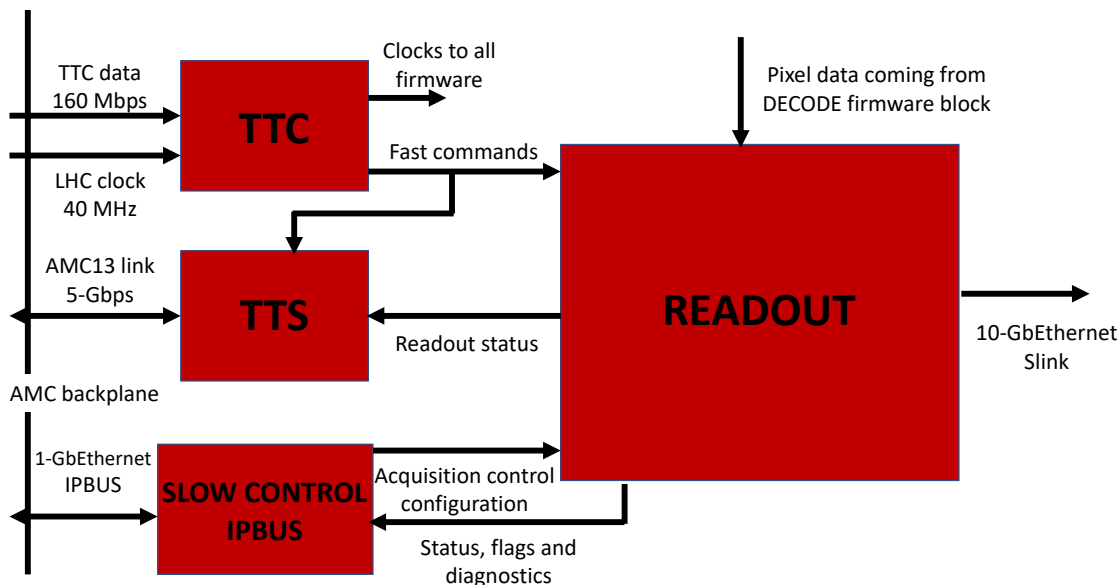 TTC data
160 Mbps
LHC clock
40 MHz
TTC
Clocks to all
firmware
Fast commands
Pixel data coming from
DECODE firmware block
AMC13 link
5-Gbps
TTS
Readout status
READOUT
10-GbEthernet
Slink
AMC backplane
1-GbEthernet
IPBUS
SLOW CONTROL
IPBUS
Acquisition control
configuration
Status, flags and
diagnostics